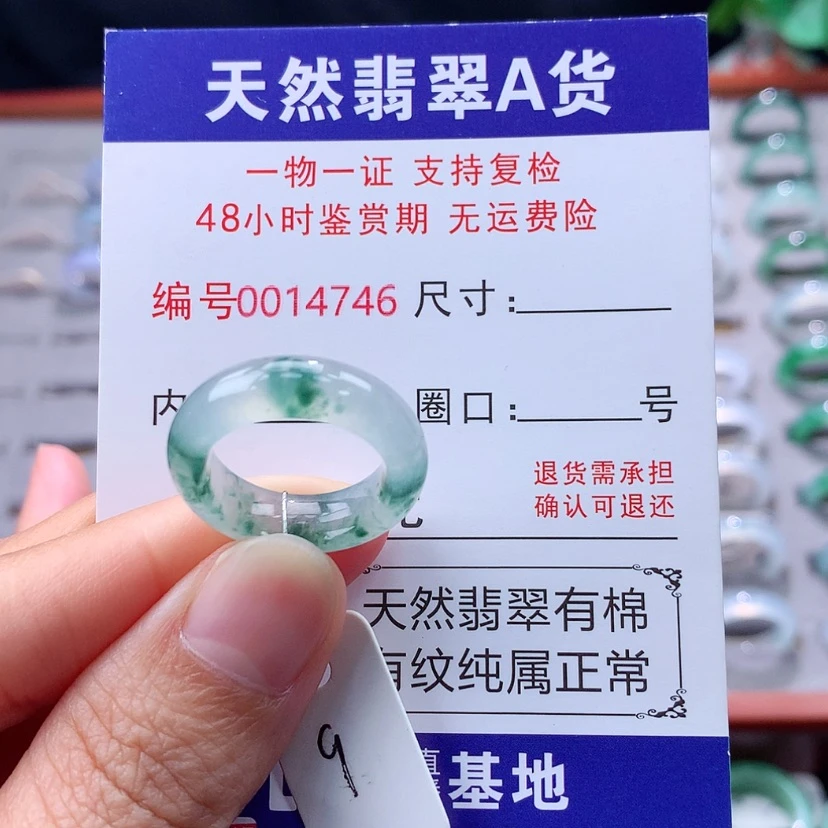 天然翡翠A货
一物一证 支持复检
48小时鉴赏期 无运费险
编号0014746 尺寸:
内 圈口: 号
退货需承担
确认可退还
天然翡翠有棉
有纹纯属正常
9
基地